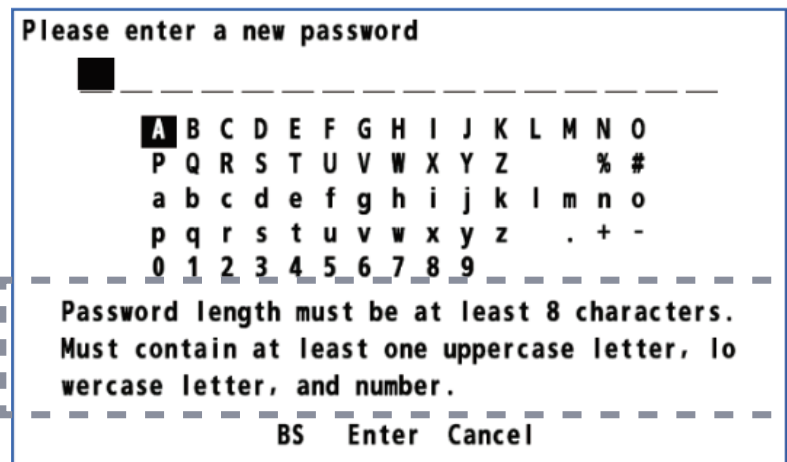 Please enter a new password
A B C D E F G H I J K L M N O
P Q R S T U V W X Y Z % #
a b c d e f g h i j k l m n o
p q r s t u v w x y z . + -
0 1 2 3 4 5 6 7 8 9
Password length must be at least 8 characters.
Must contain at least one uppercase letter, lo
wercase letter, and number.
BS Enter Cancel